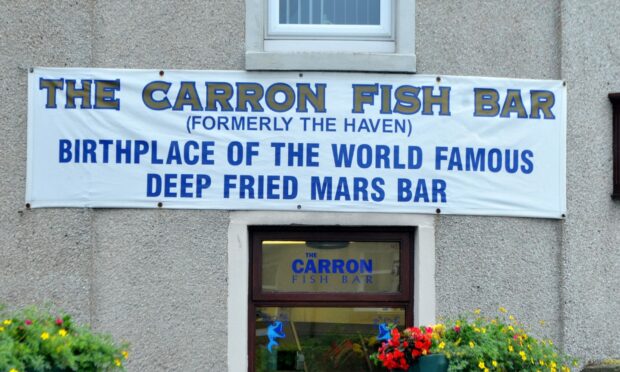 THE CARRON FISH BAR
(FORMERLY THE HAVEN)
BIRTHPLACE OF THE WORLD FAMOUS
DEEP FRIED MARS BAR
THE
CARRON
FISH BAR